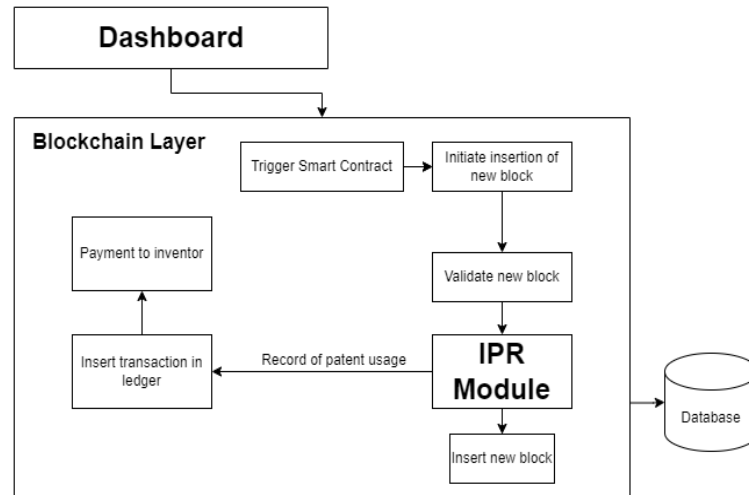 Dashboard
Blockchain Layer
Trigger Smart Contract
Initiate insertion of
new block
Payment to inventor
Validate new block
Insert transaction in
ledger
Record of patent usage
IPR
Module
Database
Insert new block